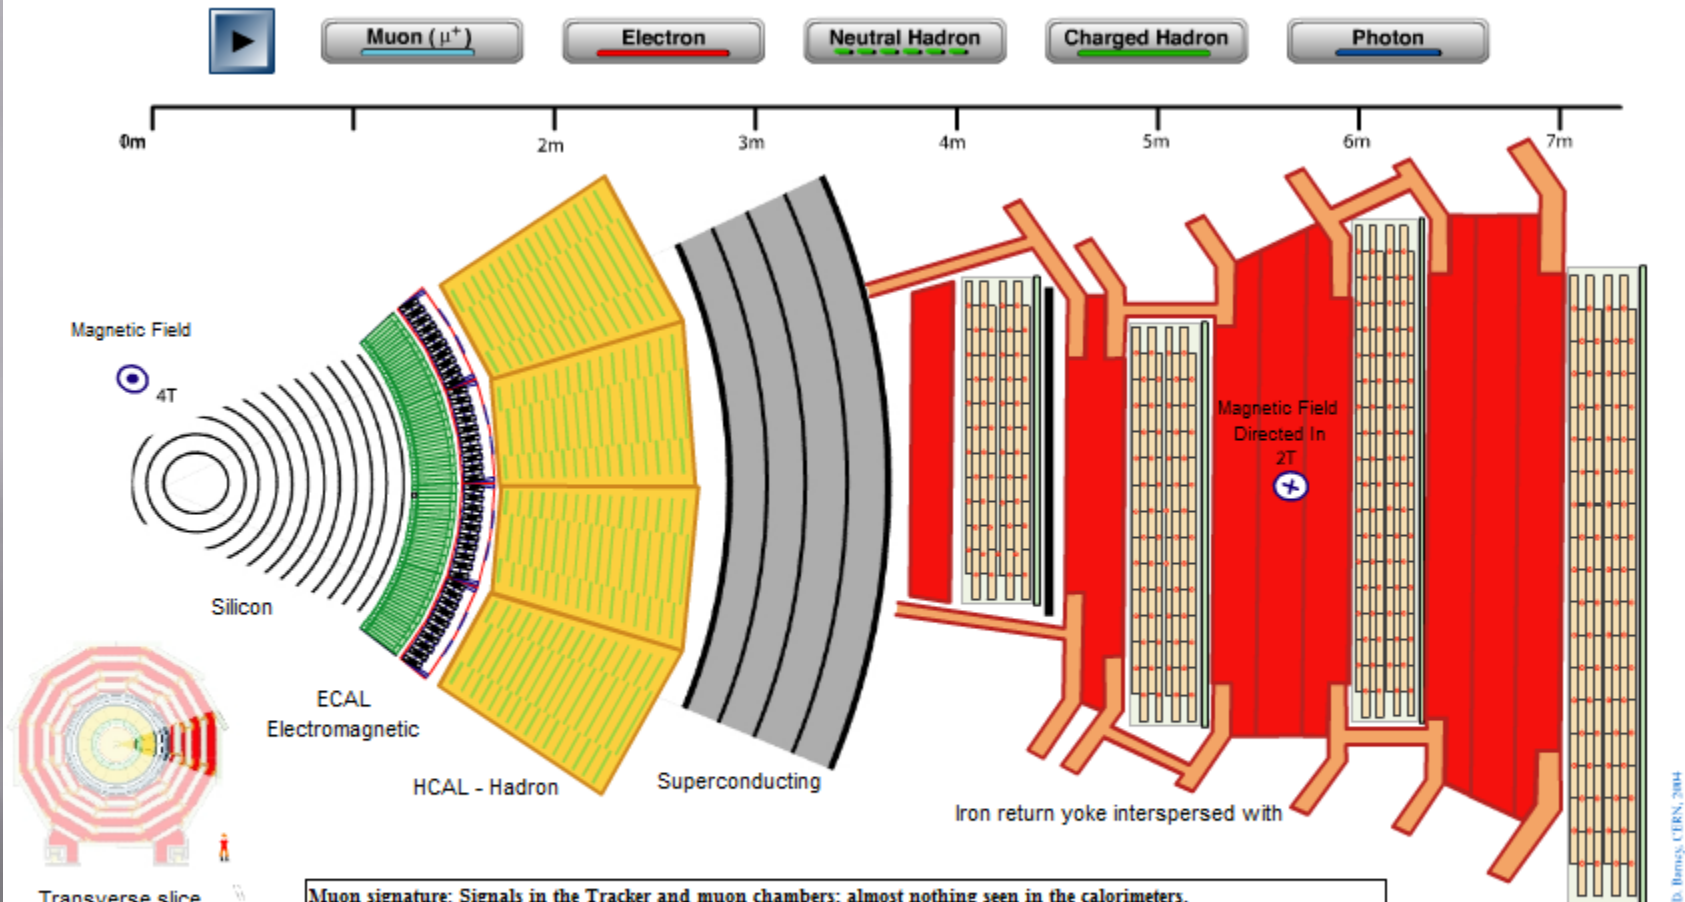 Muon (μ⁺)
Electron
Neutral Hadron
Charged Hadron
Photon
0m
2m
3m
4m
5m
6m
7m
Magnetic Field
4T
Magnetic Field
Directed In
2T
Silicon
ECAL
Electromagnetic
HCAL - Hadron
Superconducting
Iron return yoke interspersed with
Transverse slice
Muon signature: Signals in the Tracker and muon chambers; almost nothing seen in the calorimeters.
D. Barney, CERN, 2004